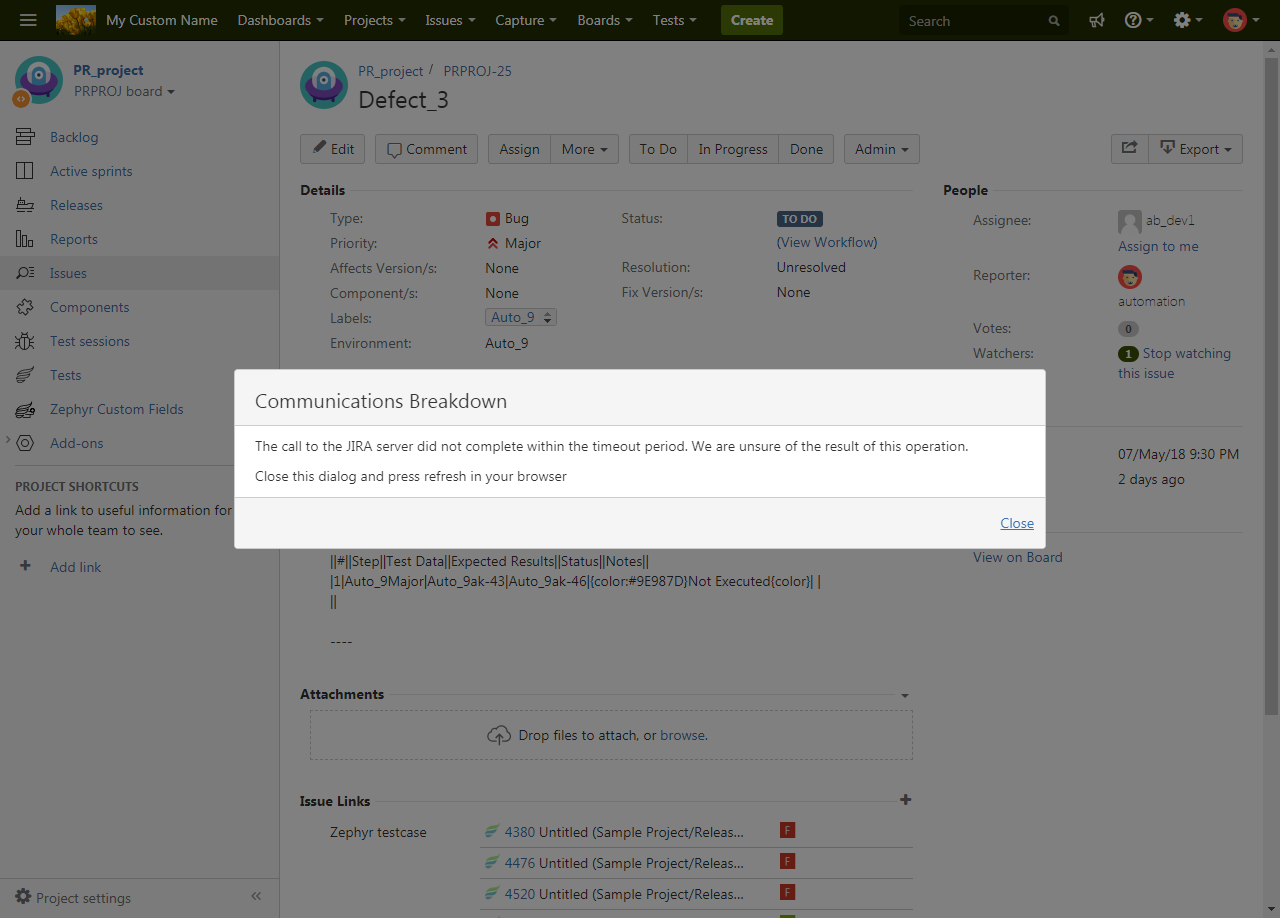 My Custom Name Dashboards Projects Issues Capture Boards Tests Create Search
PR_project
PRPROJ board
Backlog
Active sprints
Releases
Reports
Issues
Components
Test sessions
Tests
Zephyr Custom Fields
Add-ons
PROJECT SHORTCUTS
Add a link to useful information for
your whole team to see.
Add link
Project settings
PR_project / PRPROJ-25
Defect_3
Edit Comment Assign More To Do In Progress Done Admin Export
Details
Type: Bug
Priority: Major
Affects Version/s: None
Component/s: None
Labels: Auto_9
Environment: Auto_9
Status: TO DO
(View Workflow)
Resolution: Unresolved
Fix Version/s: None
People
Assignee: ab_dev1
Assign to me
Reporter:
automation
Votes: 0
Watchers: 1 Stop watching
this issue
07/May/18 9:30 PM
2 days ago
View on Board
Communications Breakdown
The call to the JIRA server did not complete within the timeout period. We are unsure of the result of this operation.
Close this dialog and press refresh in your browser
Close
||#||Step||Test Data||Expected Results||Status||Notes||
|1|Auto_9Major|Auto_9ak-43|Auto_9ak-46|{color:#9E987D}Not Executed{color}| |
||
----
Attachments
Drop files to attach, or browse.
Issue Links
Zephyr testcase
4380 Untitled (Sample Project/Releas... F
4476 Untitled (Sample Project/Releas... F
4520 Untitled (Sample Project/Releas... F